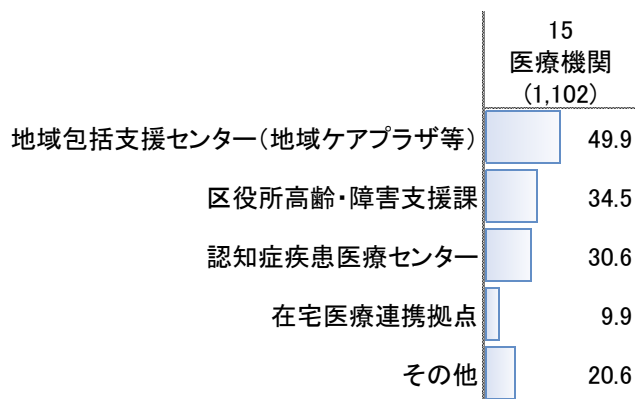 15
医療機関
(1,102)
地域包括支援センター(地域ケアプラザ等) 49.9
区役所高齢・障害支援課 34.5
認知症疾患医療センター 30.6
在宅医療連携拠点 9.9
その他 20.6